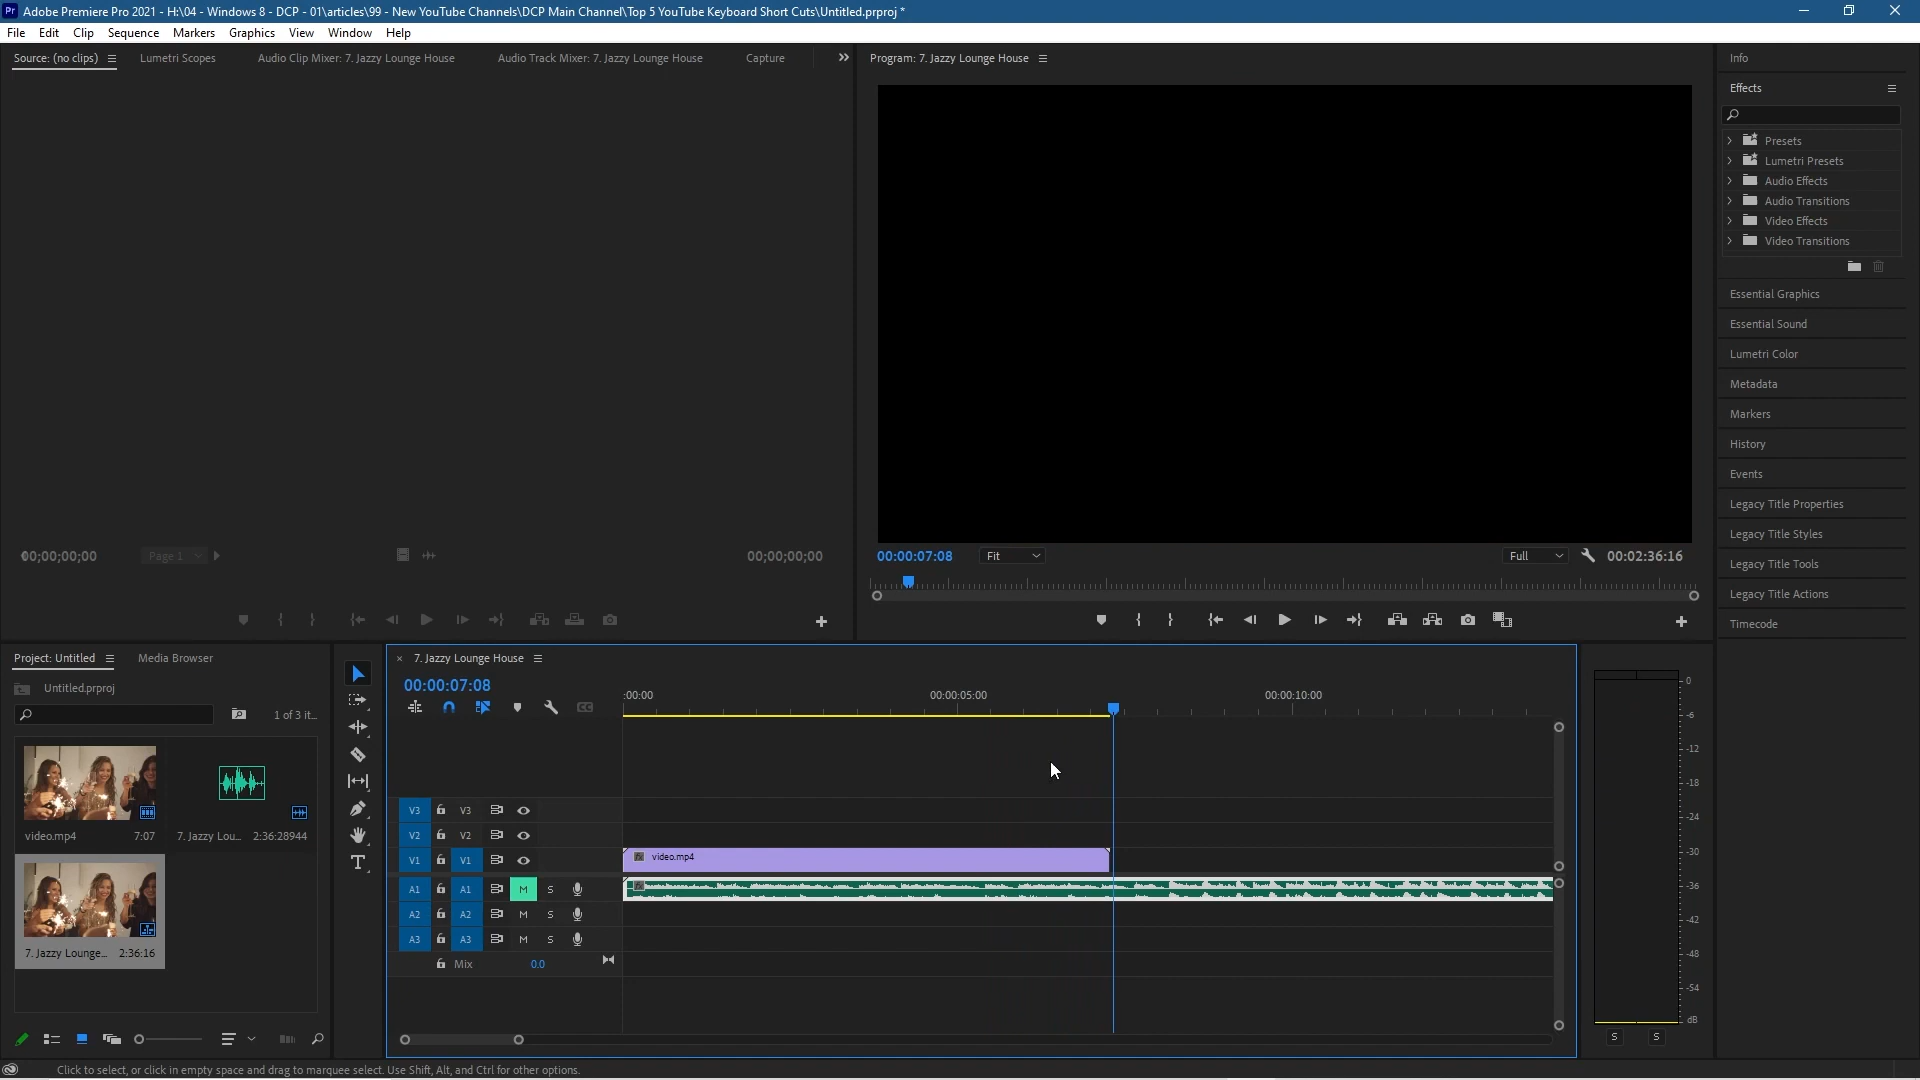 Pr Adobe Premiere Pro 2021 - H:\04 - Windows 8 - DCP - 01\articles\99 - New YouTube Channels\DCP Main Channel\Top 5 YouTube Keyboard Short Cuts\Untitled.prproj *
File Edit Clip Sequence Markers Graphics View Window Help
Source: (no clips) Lumetri Scopes Audio Clip Mixer: 7. Jazzy Lounge House Audio Track Mixer: 7. Jazzy Lounge House Capture
Program: 7. Jazzy Lounge House
Info
Effects
Presets
Lumetri Presets
Audio Effects
Audio Transitions
Video Effects
Video Transitions
Essential Graphics
Essential Sound
Lumetri Color
Metadata
Markers
History
Events
Legacy Title Properties
Legacy Title Styles
Legacy Title Tools
Legacy Title Actions
Timecode
00;00;00;00 Page 1 00;00;00;00
00:00:07:08 Fit Full 00:02:36:16
Project: Untitled Media Browser
Untitled.prproj
1 of 3 it...
video.mp4 7:07
7. Jazzy Lou... 2:36:28944
7. Jazzy Lounge... 2:36:16
7. Jazzy Lounge House
00:00:07:08
:00:00 00:00:05:00 00:00:10:00
V3 V3
V2 V2
V1 V1 fx video.mp4
A1 A1 M S fx
A2 A2 M S
A3 A3 M S
Mix 0.0
0
-6
-12
-18
-24
-30
-36
-42
-48
-54
dB
S S
Click to select, or click in empty space and drag to marquee select. Use Shift, Alt, and Ctrl for other options.